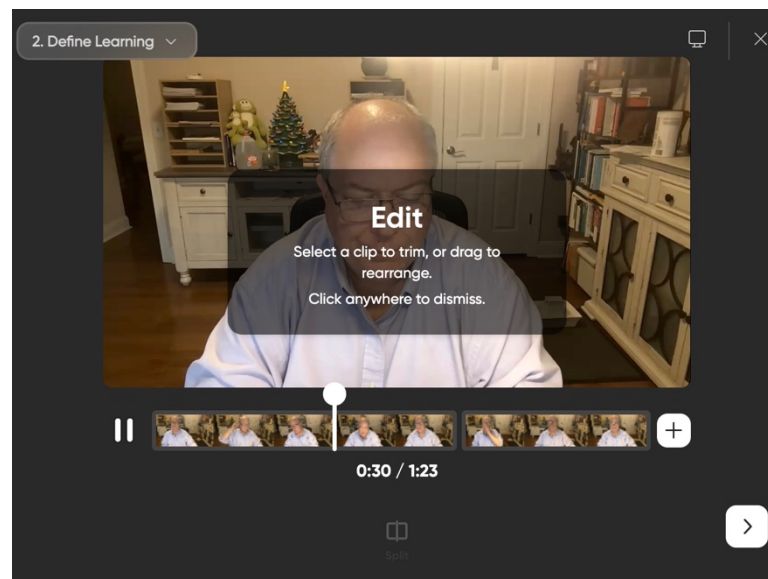 2. Define Learning
Edit
Select a clip to trim, or drag to
rearrange.
Click anywhere to dismiss.
0:30 / 1:23
Split